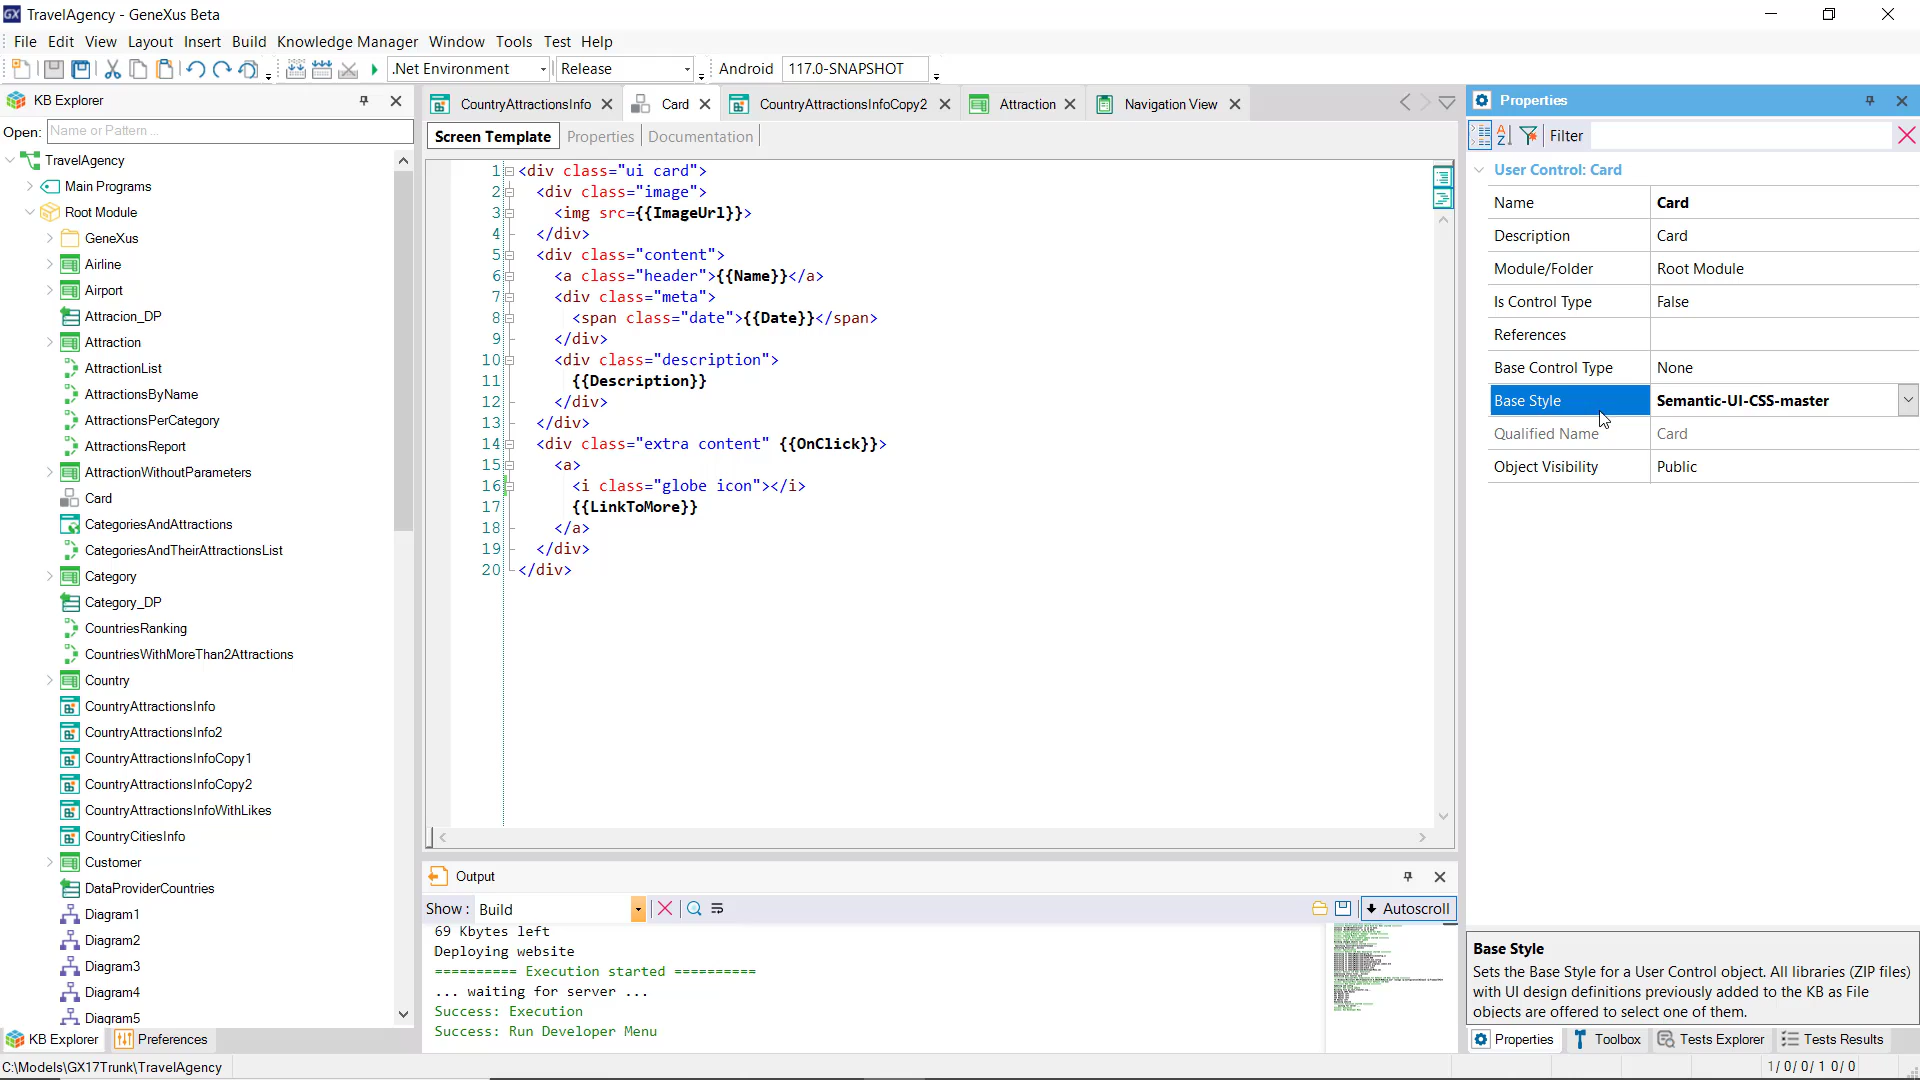 TravelAgency - GeneXus Beta
File Edit View Layout Insert Build Knowledge Manager Window Tools Test Help
.Net Environment Release Android 117.0-SNAPSHOT
KB Explorer
Open: Name or Pattern ...
TravelAgency
Main Programs
Root Module
GeneXus
Airline
Airport
Attracion_DP
Attraction
AttractionList
AttractionsByName
AttractionsPerCategory
AttractionsReport
AttractionWithoutParameters
Card
CategoriesAndAttractions
CategoriesAndTheirAttractionsList
Category
Category_DP
CountriesRanking
CountriesWithMoreThan2Attractions
Country
CountryAttractionsInfo
CountryAttractionsInfo2
CountryAttractionsInfoCopy1
CountryAttractionsInfoCopy2
CountryAttractionsInfoWithLikes
CountryCitiesInfo
Customer
DataProviderCountries
Diagram1
Diagram2
Diagram3
Diagram4
Diagram5
KB Explorer Preferences
CountryAttractionsInfo Card CountryAttractionsInfoCopy2 Attraction Navigation View
Screen Template Properties Documentation
1 <div class="ui card">
2 <div class="image">
3 <img src={{ImageUrl}}>
4 </div>
5 <div class="content">
6 <a class="header">{{Name}}</a>
7 <div class="meta">
8 <span class="date">{{Date}}</span>
9 </div>
10 <div class="description">
11 {{Description}}
12 </div>
13 </div>
14 <div class="extra content" {{OnClick}}>
15 <a>
16 <i class="globe icon"></i>
17 {{LinkToMore}}
18 </a>
19 </div>
20 </div>
Output
Show: Build Autoscroll
69 Kbytes left
Deploying website
========== Execution started ==========
... waiting for server ...
Success: Execution
Success: Run Developer Menu
Properties
Filter
User Control: Card
Name Card
Description Card
Module/Folder Root Module
Is Control Type False
References
Base Control Type None
Base Style Semantic-UI-CSS-master
Qualified Name Card
Object Visibility Public
Base Style
Sets the Base Style for a User Control object. All libraries (ZIP files)
with UI design definitions previously added to the KB as File
objects are offered to select one of them.
Properties Toolbox Tests Explorer Tests Results
C:\Models\GX17Trunk\TravelAgency
1/ 0/ 0/ 1 0/ 0